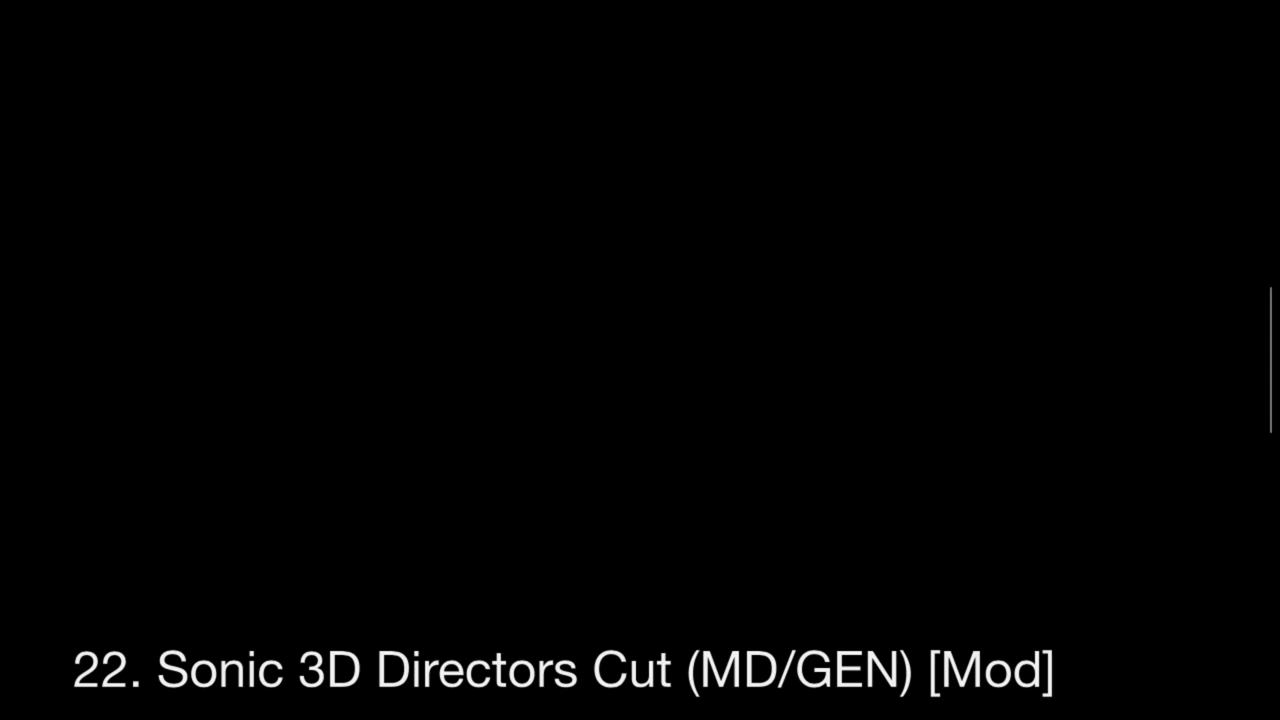 22. Sonic 3D Directors Cut (MD/GEN) [Mod]